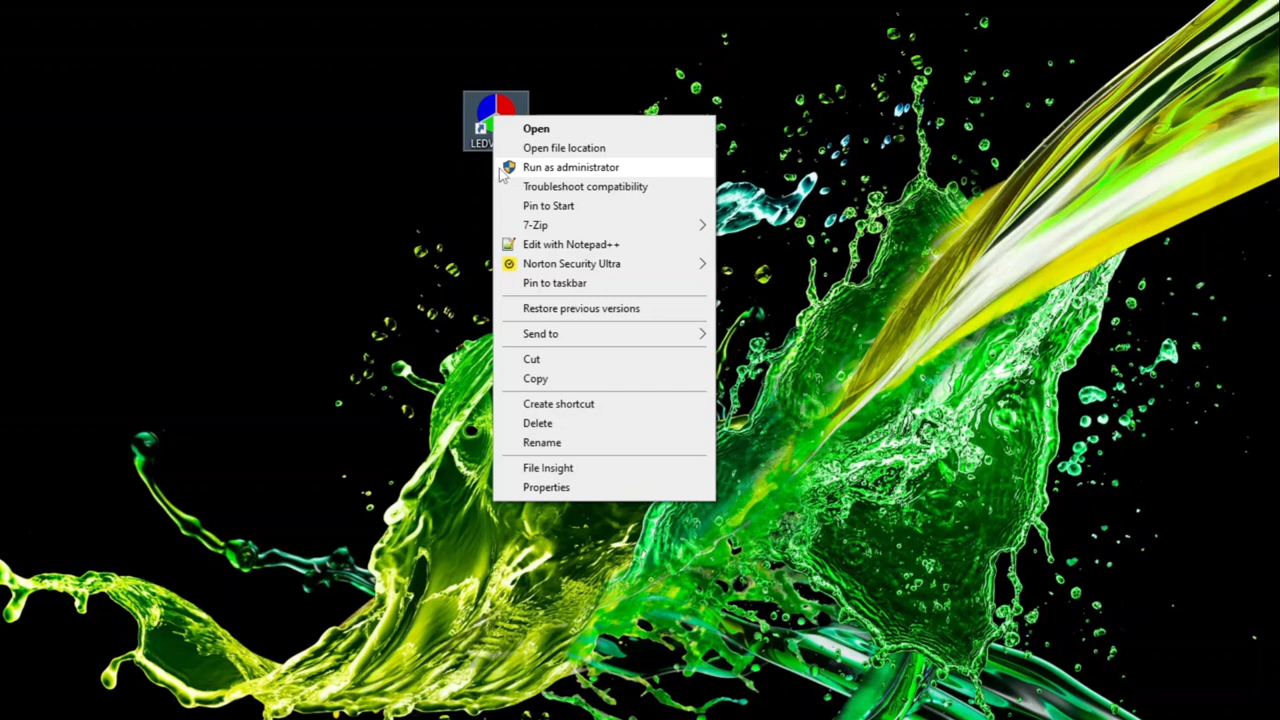 Open
Open file location
Run as administrator
Troubleshoot compatibility
Pin to Start
7-Zip
Edit with Notepad++
Norton Security Ultra
Pin to taskbar
Restore previous versions
Send to
Cut
Copy
Create shortcut
Delete
Rename
File Insight
Properties